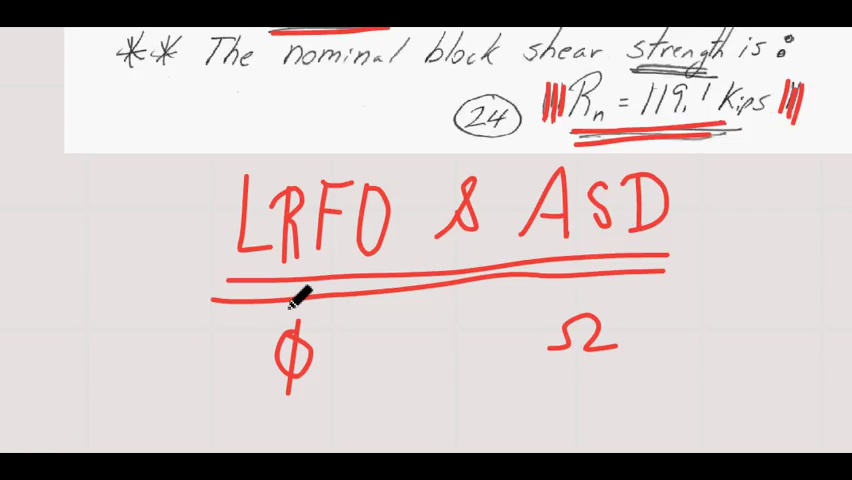 ** The nominal block shear strength is:
24 Rn = 119.1 Kips
LRFD & ASD
ϕ Ω